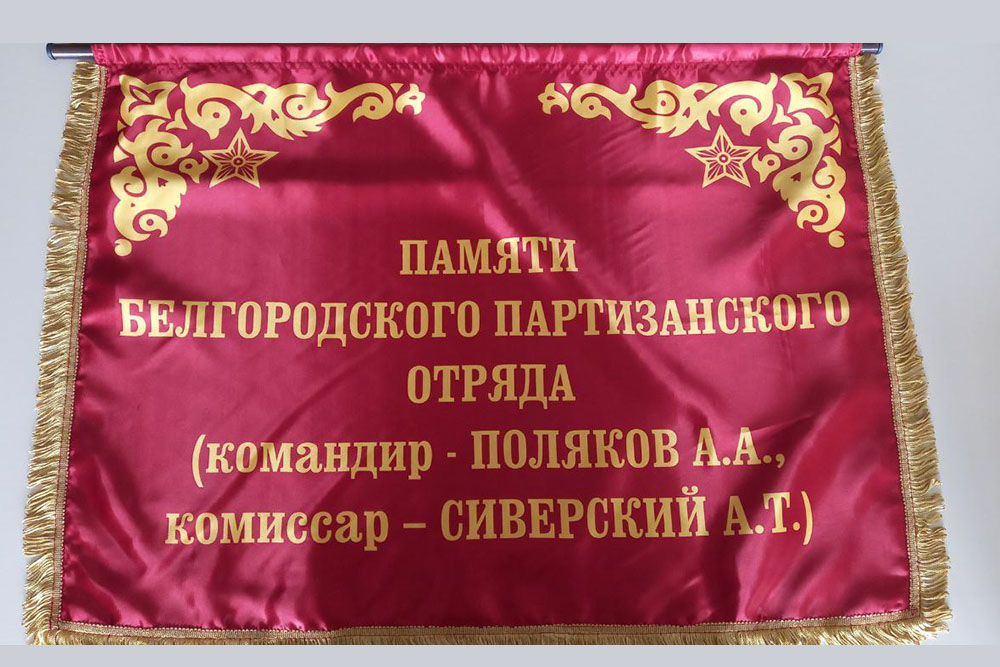 ПАМЯТИ
БЕЛГОРОДСКОГО ПАРТИЗАНСКОГО
ОТРЯДА
(командир - ПОЛЯКОВ А.А.,
комиссар – СИВЕРСКИЙ А.Т.)